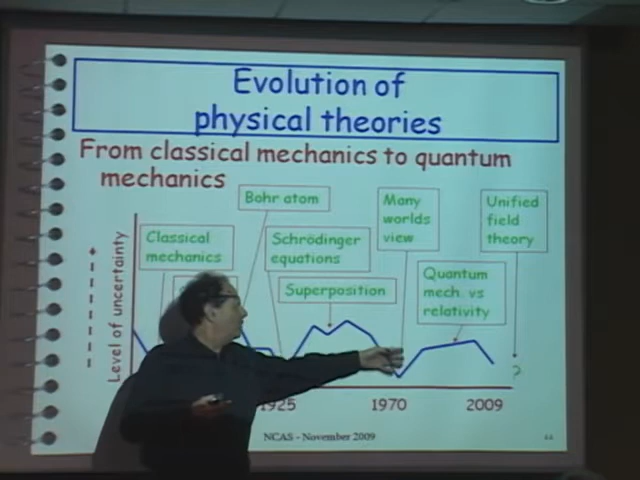 Evolution of
physical theories
From classical mechanics to quantum
mechanics
Bohr atom
Many
worlds
view
Unified
field
theory
Classical
mechanics
Schrödinger
equations
Quantum
mech. vs
relativity
Superposition
Level of uncertainty
- - - - - +
?
1925
1970
2009
NCAS - November 2009
44